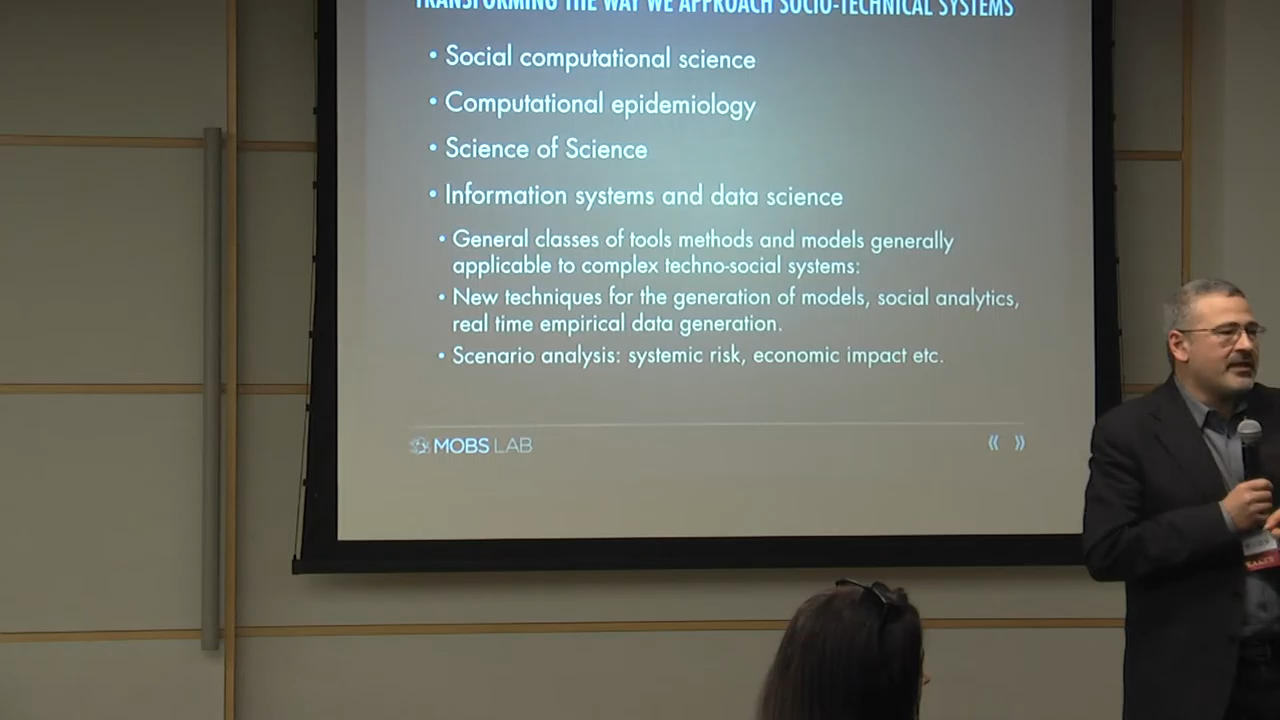 TRANSFORMING THE WAY WE APPROACH SOCIO-TECHNICAL SYSTEMS
• Social computational science
• Computational epidemiology
• Science of Science
• Information systems and data science
• General classes of tools methods and models generally
applicable to complex techno-social systems:
• New techniques for the generation of models, social analytics,
real time empirical data generation.
• Scenario analysis: systemic risk, economic impact etc.
MOBS LAB